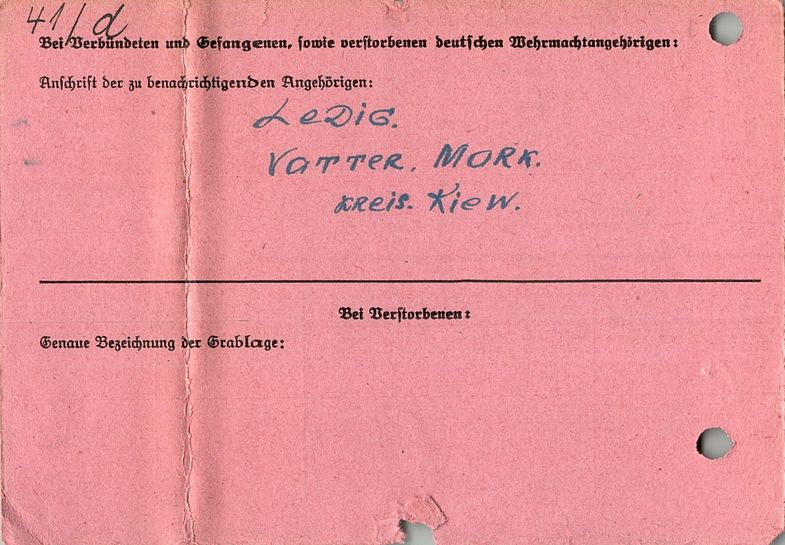 41/d
Bei Verbündeten und Gefangenen, sowie verstorbenen deutschen Wehrmachtangehörigen:
Anschrift der zu benachrichtigenden Angehörigen:
LeDiG.
VaTTER. MARK.
KReis. Kiew.
Bei Verstorbenen:
Genaue Bezeichnung der Grablage: